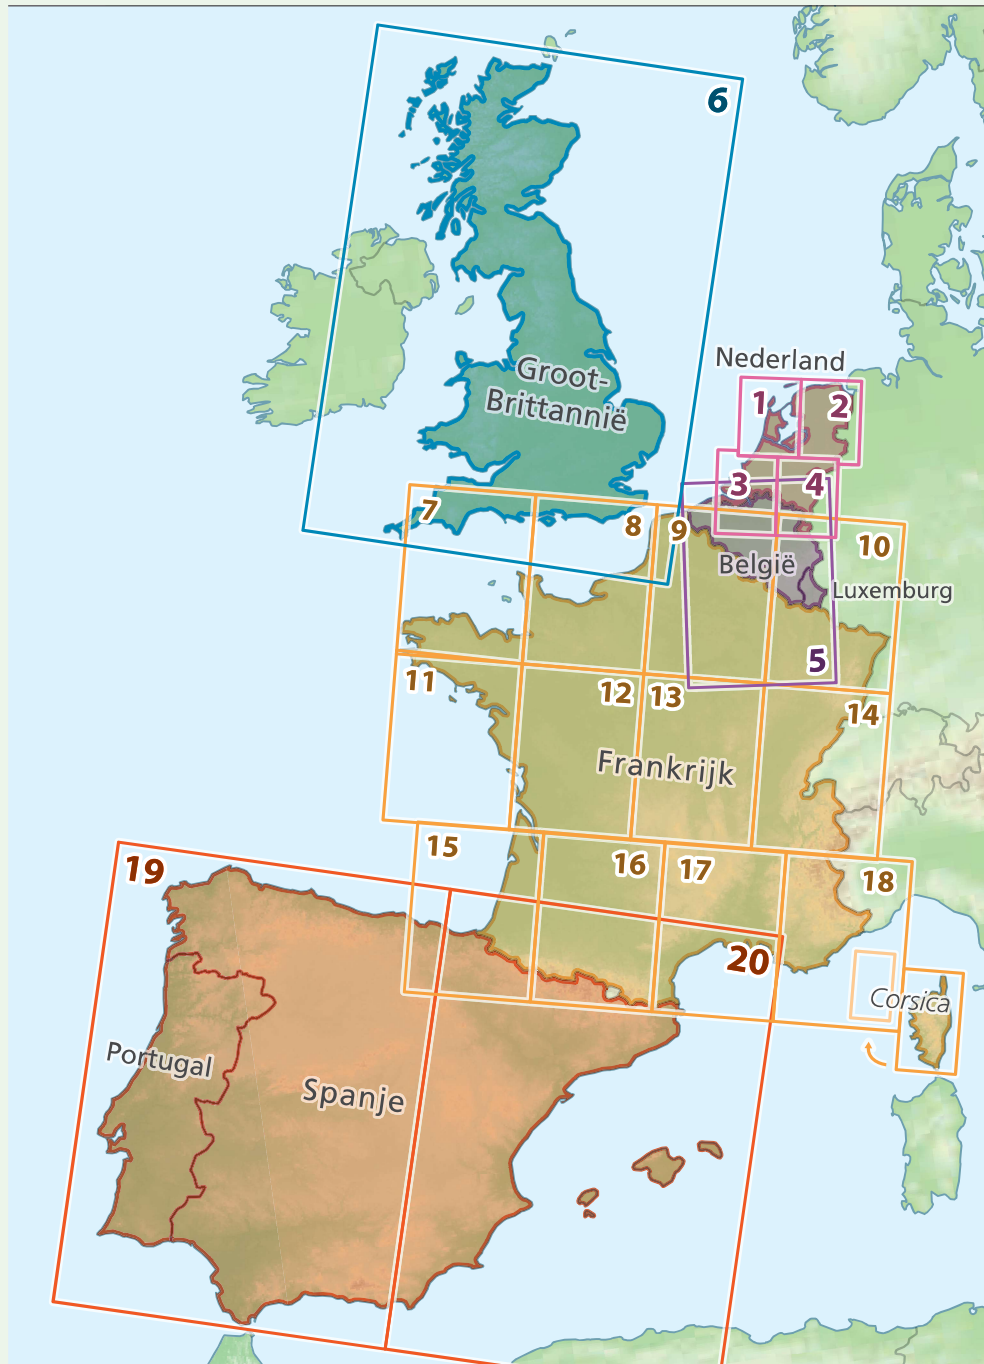 6
Nederland
1
2
Groot-
Brittannië
3
4
7
8
9
10
België
Luxemburg
5
11
12
13
14
Frankrijk
15
16
17
18
19
20
Corsica
Portugal
Spanje